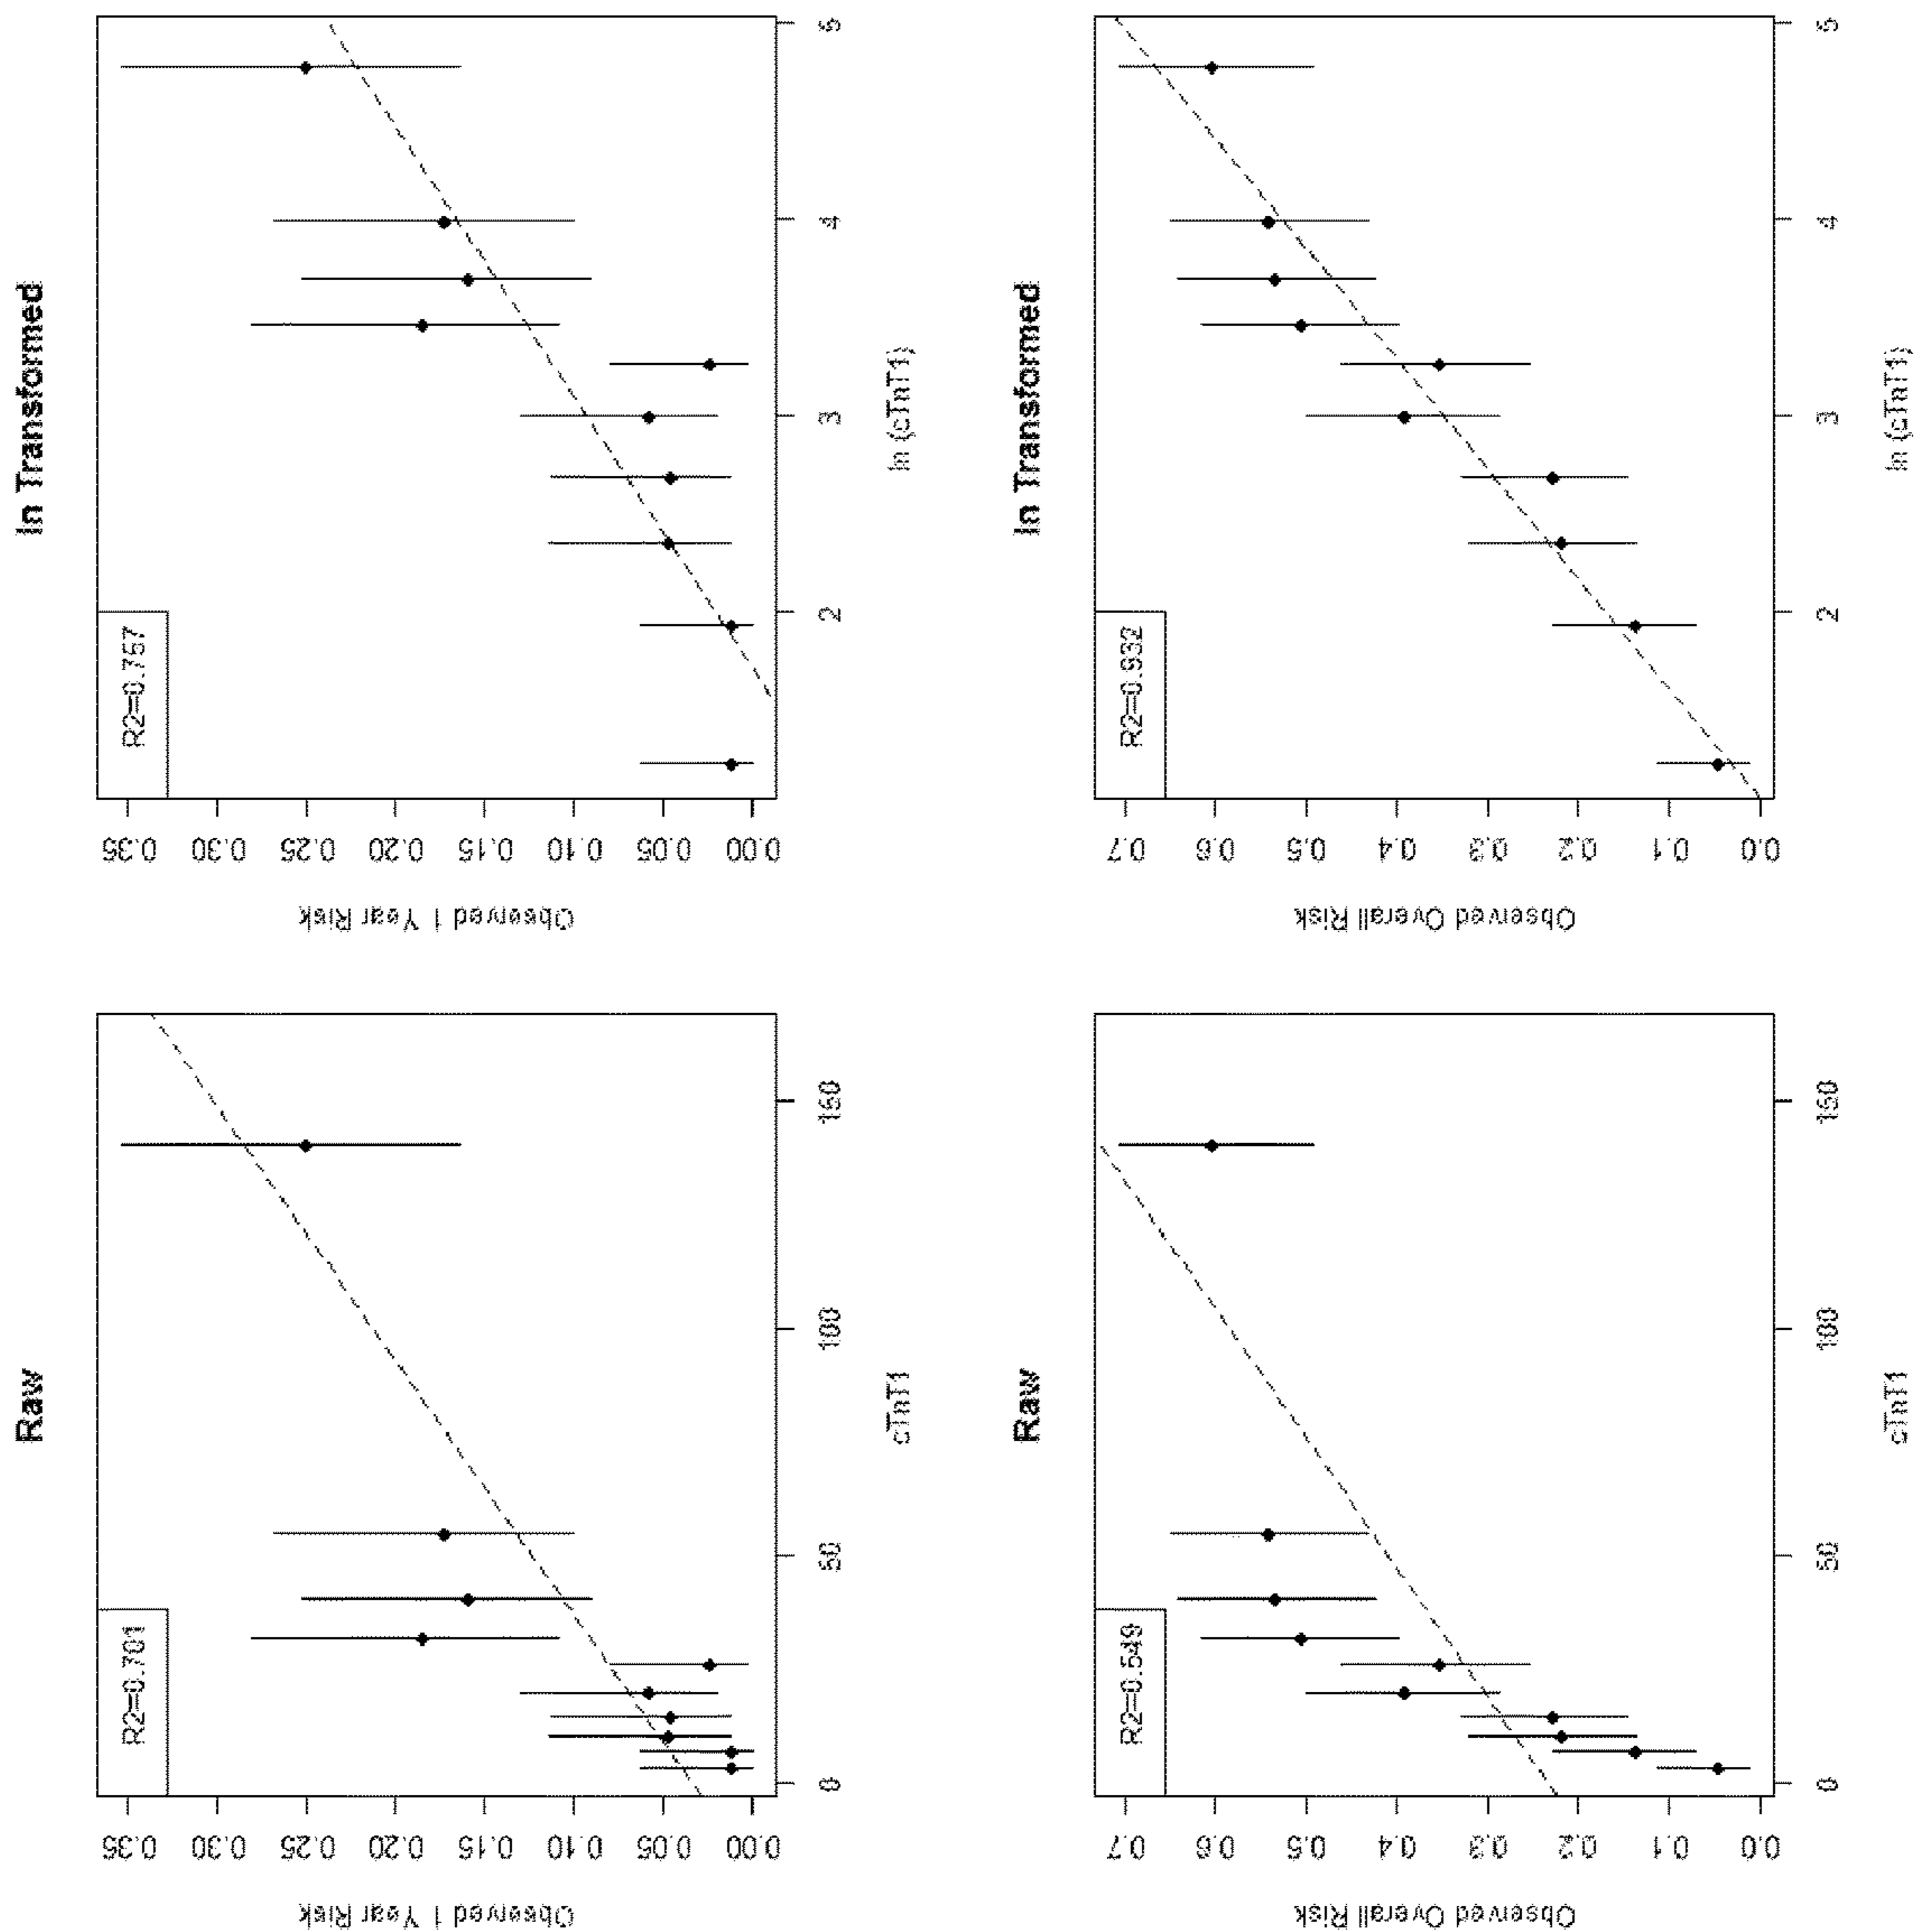 Raw
R2=0.701
0.35
0.30
0.25
0.20
0.15
0.10
0.05
0.00
Observed 1 Year Risk
0 50 100 150
cTnT1
ln Transformed
R2=0.757
0.35
0.30
0.25
0.20
0.15
0.10
0.05
0.00
Observed 1 Year Risk
2 3 4 5
ln (cTnT1)
Raw
R2=0.549
0.7
0.6
0.5
0.4
0.3
0.2
0.1
0.0
Observed Overall Risk
0 50 100 150
cTnT1
ln Transformed
R2=0.932
0.7
0.6
0.5
0.4
0.3
0.2
0.1
0.0
Observed Overall Risk
2 3 4 5
ln (cTnT1)